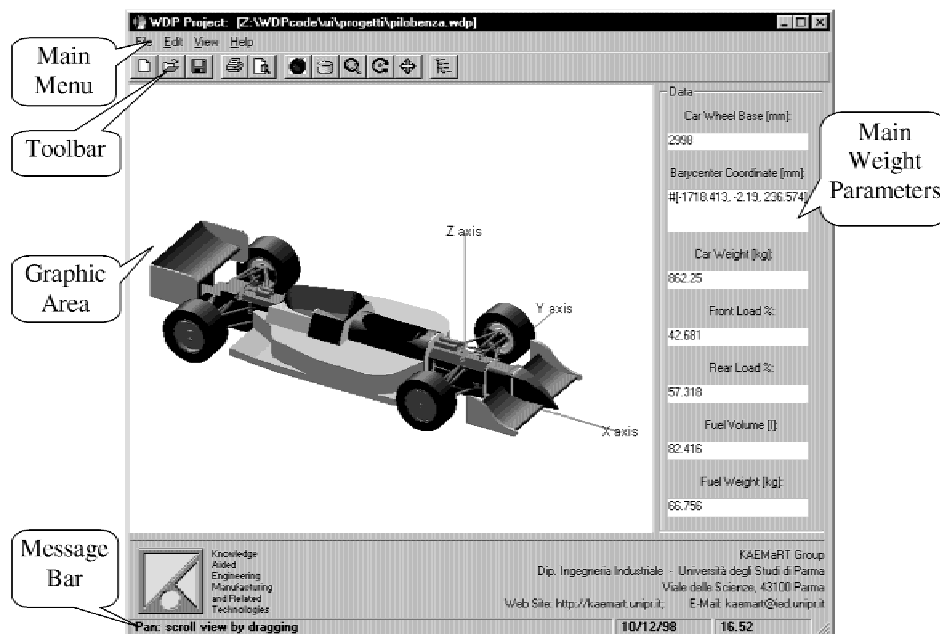 WDP Project: [Z:\WDPcode\ui\progetti\pilobenza.wdp]
File Edit View Help
Main
Menu
Toolbar
Graphic
Area
Message
Bar
Main
Weight
Parameters
Z axis
Y axis
X axis
Data
Car Wheel Base [mm]:
2998
Barycenter Coordinate [mm]:
#[-1718.413, -2.19, 236.574]
Car Weight [kg]:
862.25
Front Load %:
42.681
Rear Load %:
57.318
Fuel Volume [l]:
82.416
Fuel Weight [kg]:
66.756
Knowledge
Aided
Engineering
Manufacturing
and Related
Technologies
KAEMaRT Group
Dip. Ingegneria Industriale - Università degli Studi di Parma
Viale delle Scienze, 43100 Parma
Web Site: http://kaemart.unipr.it; E-Mail: kaemart@ied.unipr.it
Pan: scroll view by dragging
10/12/98
16.52